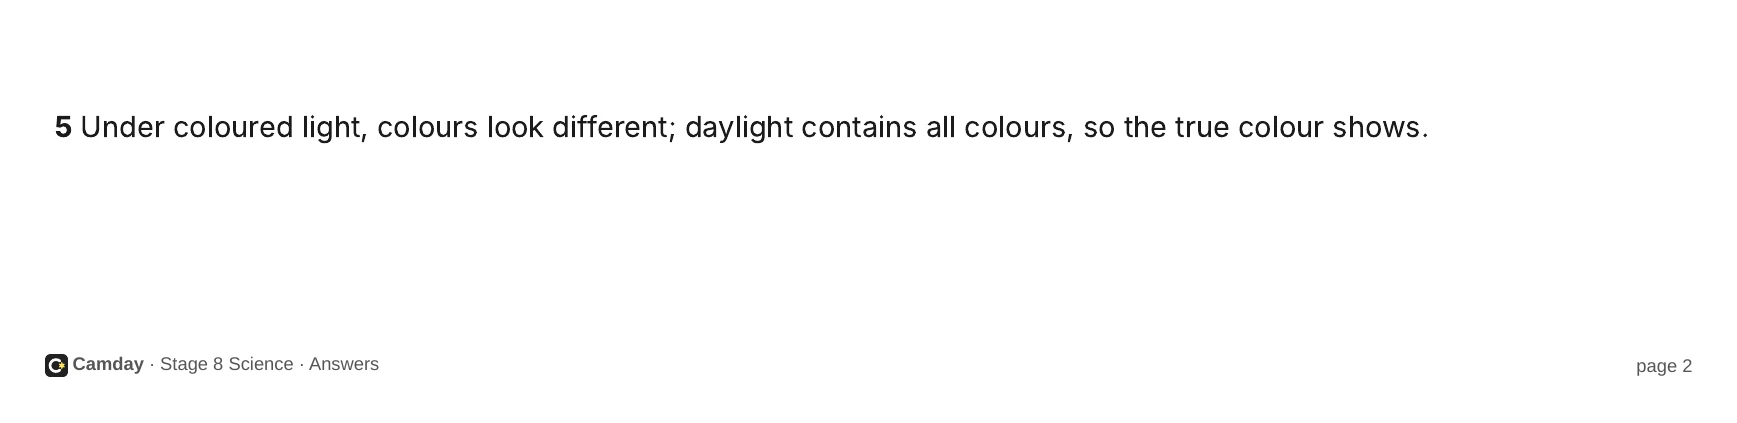 5 Under coloured light, colours look different; daylight contains all colours, so the true colour shows.
Camday · Stage 8 Science · Answers
page 2